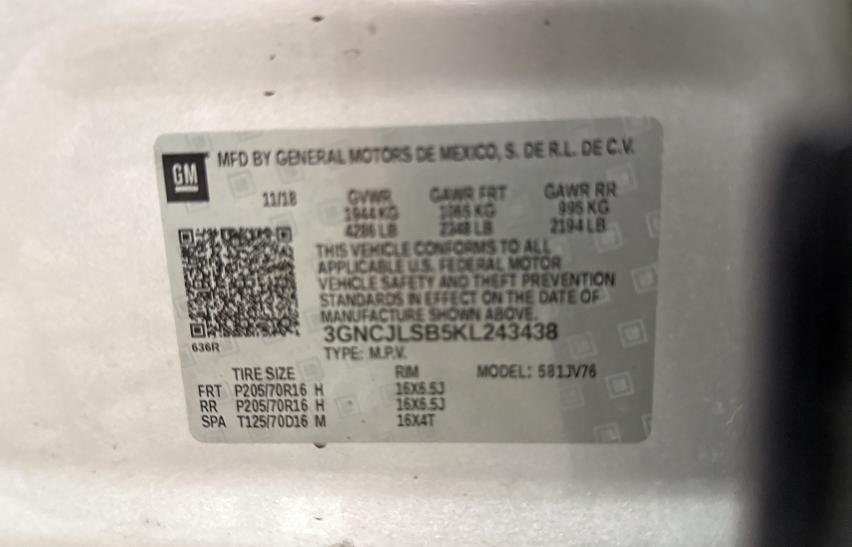 GM MFD BY GENERAL MOTORS DE MEXICO, S. DE R.L. DE C.V.
11/18 GVWR GAWR FRT GAWR RR
1944 KG 1065 KG 995 KG
4286 LB 2348 LB 2194 LB
THIS VEHICLE CONFORMS TO ALL
APPLICABLE U.S. FEDERAL MOTOR
VEHICLE SAFETY AND THEFT PREVENTION
STANDARDS IN EFFECT ON THE DATE OF
MANUFACTURE SHOWN ABOVE.
3GNCJLSB5KL243438
636R
TYPE: M.P.V.
TIRE SIZE RIM MODEL: 581JV76
FRT P205/70R16 H 16X6.5J
RR P205/70R16 H 16X6.5J
SPA T125/70D16 M 16X4T